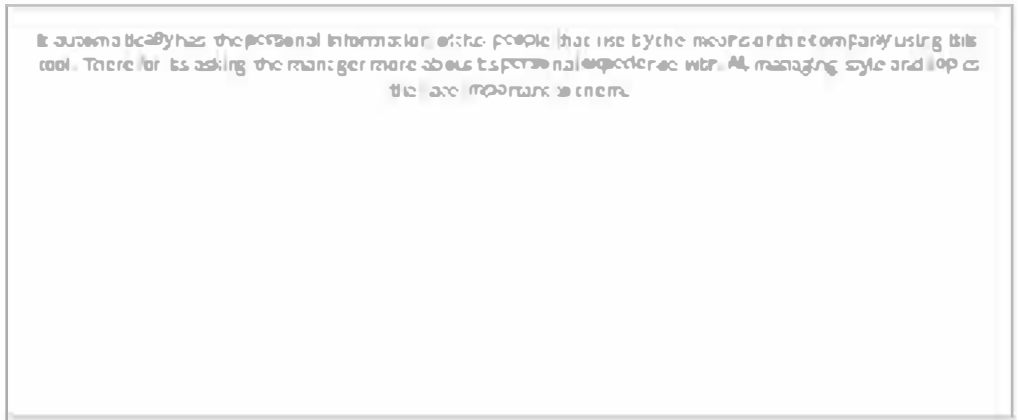 It automatically has the personal information of the people that use by the means of the company using this
tool. There for its asking the manager more about its personal experience with AI, managing style and topics
the are important to them.